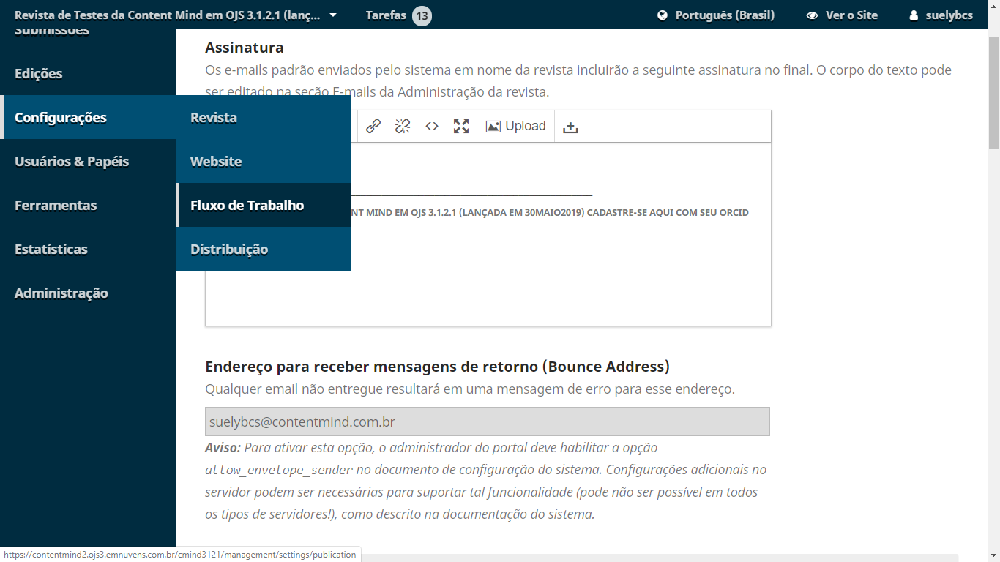 Revista de Testes da Content Mind em OJS 3.1.2.1 (lanç... Tarefas 13 Português (Brasil) Ver o Site suelybcs
Submissões
Edições
Configurações
Usuários & Papéis
Ferramentas
Estatísticas
Administração
Revista
Website
Fluxo de Trabalho
Distribuição
Assinatura
Os e-mails padrão enviados pelo sistema em nome da revista incluirão a seguinte assinatura no final. O corpo do texto pode
ser editado na seção E-mails da Administração da revista.
Upload
NT MIND EM OJS 3.1.2.1 (LANÇADA EM 30MAIO2019) CADASTRE-SE AQUI COM SEU ORCID
Endereço para receber mensagens de retorno (Bounce Address)
Qualquer email não entregue resultará em uma mensagem de erro para esse endereço.
suelybcs@contentmind.com.br
Aviso: Para ativar esta opção, o administrador do portal deve habilitar a opção
allow_envelope_sender no documento de configuração do sistema. Configurações adicionais no
servidor podem ser necessárias para suportar tal funcionalidade (pode não ser possível em todos
os tipos de servidores!), como descrito na documentação do sistema.
https://contentmind2.ojs3.emnuvens.com.br/cmind3121/management/settings/publication